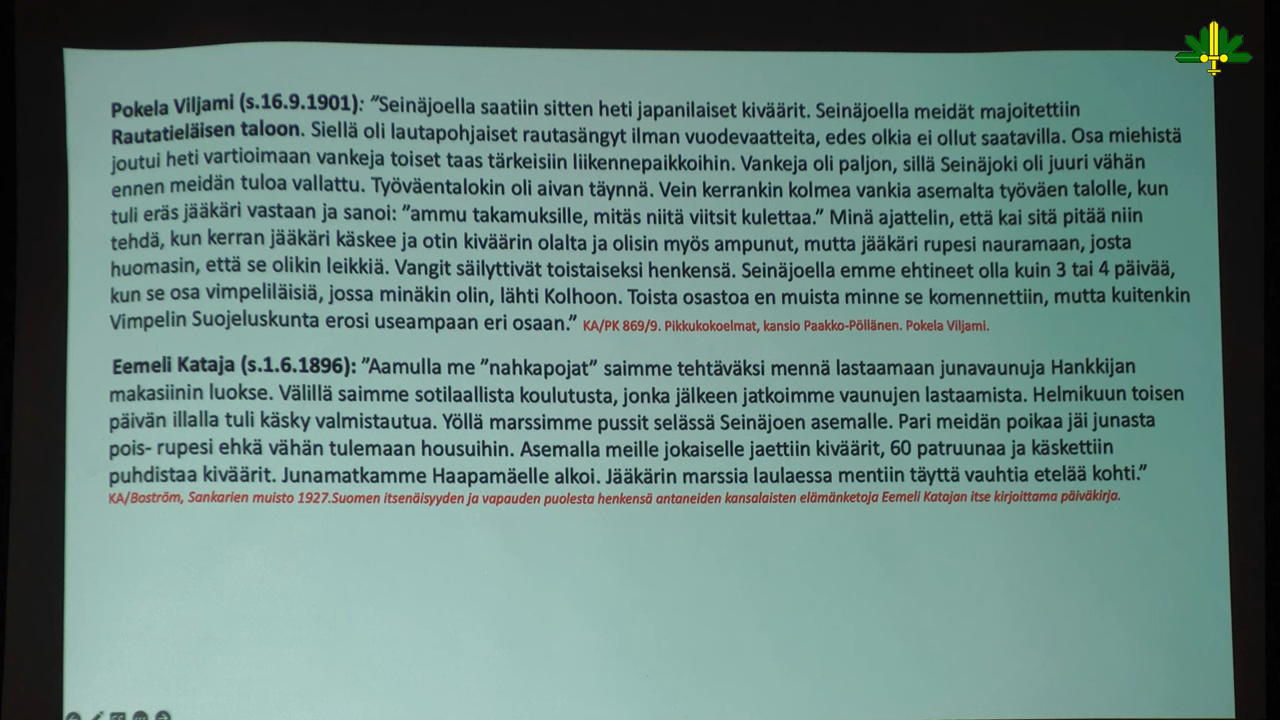 Pokela Viljami (s.16.9.1901): ”Seinäjoella saatiin sitten heti japanilaiset kiväärit. Seinäjoella meidät majoitettiin
Rautatieläisen taloon. Siellä oli lautapohjaiset rautasängyt ilman vuodevaatteita, edes olkia ei ollut saatavilla. Osa miehistä
joutui heti vartioimaan vankeja toiset taas tärkeisiin liikennepaikkoihin. Vankeja oli paljon, sillä Seinäjoki oli juuri vähän
ennen meidän tuloa vallattu. Työväentalokin oli aivan täynnä. Vein kerrankin kolmea vankia asemalta työväen talolle, kun
tuli eräs jääkäri vastaan ja sanoi: ”ammu takamuksille, mitäs niitä viitsit kulettaa.” Minä ajattelin, että kai sitä pitää niin
tehdä, kun kerran jääkäri käskee ja otin kiväärin olalta ja olisin myös ampunut, mutta jääkäri rupesi nauramaan, josta
huomasin, että se olikin leikkiä. Vangit säilyttivät toistaiseksi henkensä. Seinäjoella emme ehtineet olla kuin 3 tai 4 päivää,
kun se osa vimpeliläisiä, jossa minäkin olin, lähti Kolhoon. Toista osastoa en muista minne se komennettiin, mutta kuitenkin
Vimpelin Suojeluskunta erosi useampaan eri osaan.” KA/PK 869/9. Pikkukokoelmat, kansio Paakko-Pöllänen. Pokela Viljami.
Eemeli Kataja (s.1.6.1896): ”Aamulla me ”nahkapojat” saimme tehtäväksi mennä lastaamaan junavaunuja Hankkijan
makasiinin luokse. Välillä saimme sotilaallista koulutusta, jonka jälkeen jatkoimme vaunujen lastaamista. Helmikuun toisen
päivän illalla tuli käsky valmistautua. Yöllä marssimme pussit selässä Seinäjoen asemalle. Pari meidän poikaa jäi junasta
pois- rupesi ehkä vähän tulemaan housuihin. Asemalla meille jokaiselle jaettiin kiväärit, 60 patruunaa ja käskettiin
puhdistaa kiväärit. Junamatkamme Haapamäelle alkoi. Jääkärin marssia laulaessa mentiin täyttä vauhtia etelää kohti.”
KA/Boström, Sankarien muisto 1927.Suomen itsenäisyyden ja vapauden puolesta henkensä antaneiden kansalaisten elämänketoja Eemeli Katajan itse kirjoittama päiväkirja.